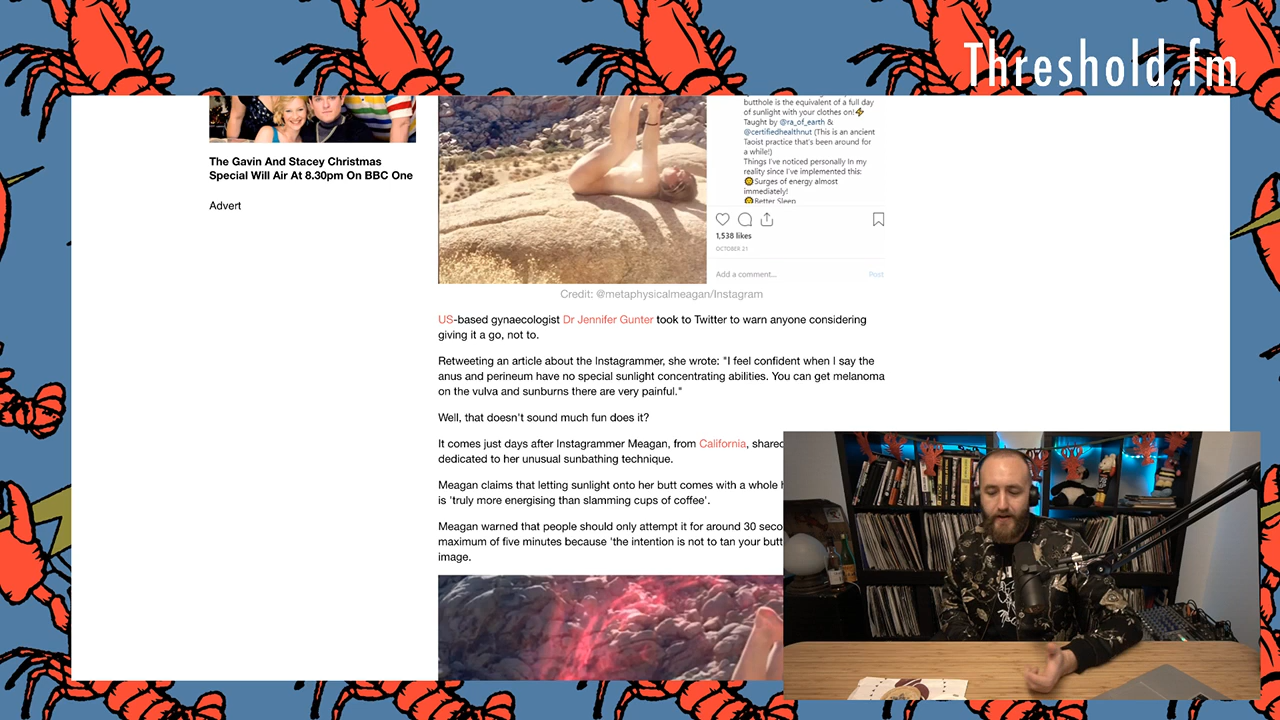 Threshold.fm
The Gavin And Stacey Christmas
Special Will Air At 8.30pm On BBC One
Advert
butthole is the equivalent of a full day
of sunlight with your clothes on!⚡
Taught by @ra_of_earth &
@certifiedhealthnut (This is an ancient
Taoist practice that's been around for
a while!)
Things I've noticed personally In my
reality since I've implemented this:
🌞Surges of energy almost
immediately!
🌞Better Sleep
1,538 likes
OCTOBER 21
Add a comment...
Post
Credit: @metaphysicalmeagan/Instagram
US-based gynaecologist Dr Jennifer Gunter took to Twitter to warn anyone considering
giving it a go, not to.
Retweeting an article about the Instagrammer, she wrote: "I feel confident when I say the
anus and perineum have no special sunlight concentrating abilities. You can get melanoma
on the vulva and sunburns there are very painful."
Well, that doesn't sound much fun does it?
It comes just days after Instagrammer Meagan, from California, shared
dedicated to her unusual sunbathing technique.
Meagan claims that letting sunlight onto her butt comes with a whole
is 'truly more energising than slamming cups of coffee'.
Meagan warned that people should only attempt it for around 30
maximum of five minutes because 'the intention is not to tan your
image.